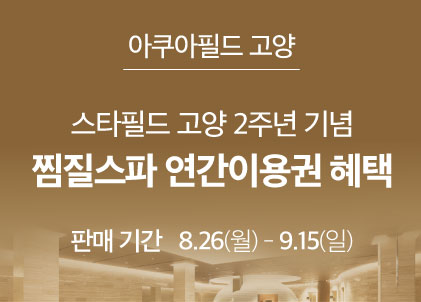 아쿠아필드 고양
스타필드 고양 2주년 기념
찜질스파 연간이용권 혜택
판매 기간 8.26(월) - 9.15(일)